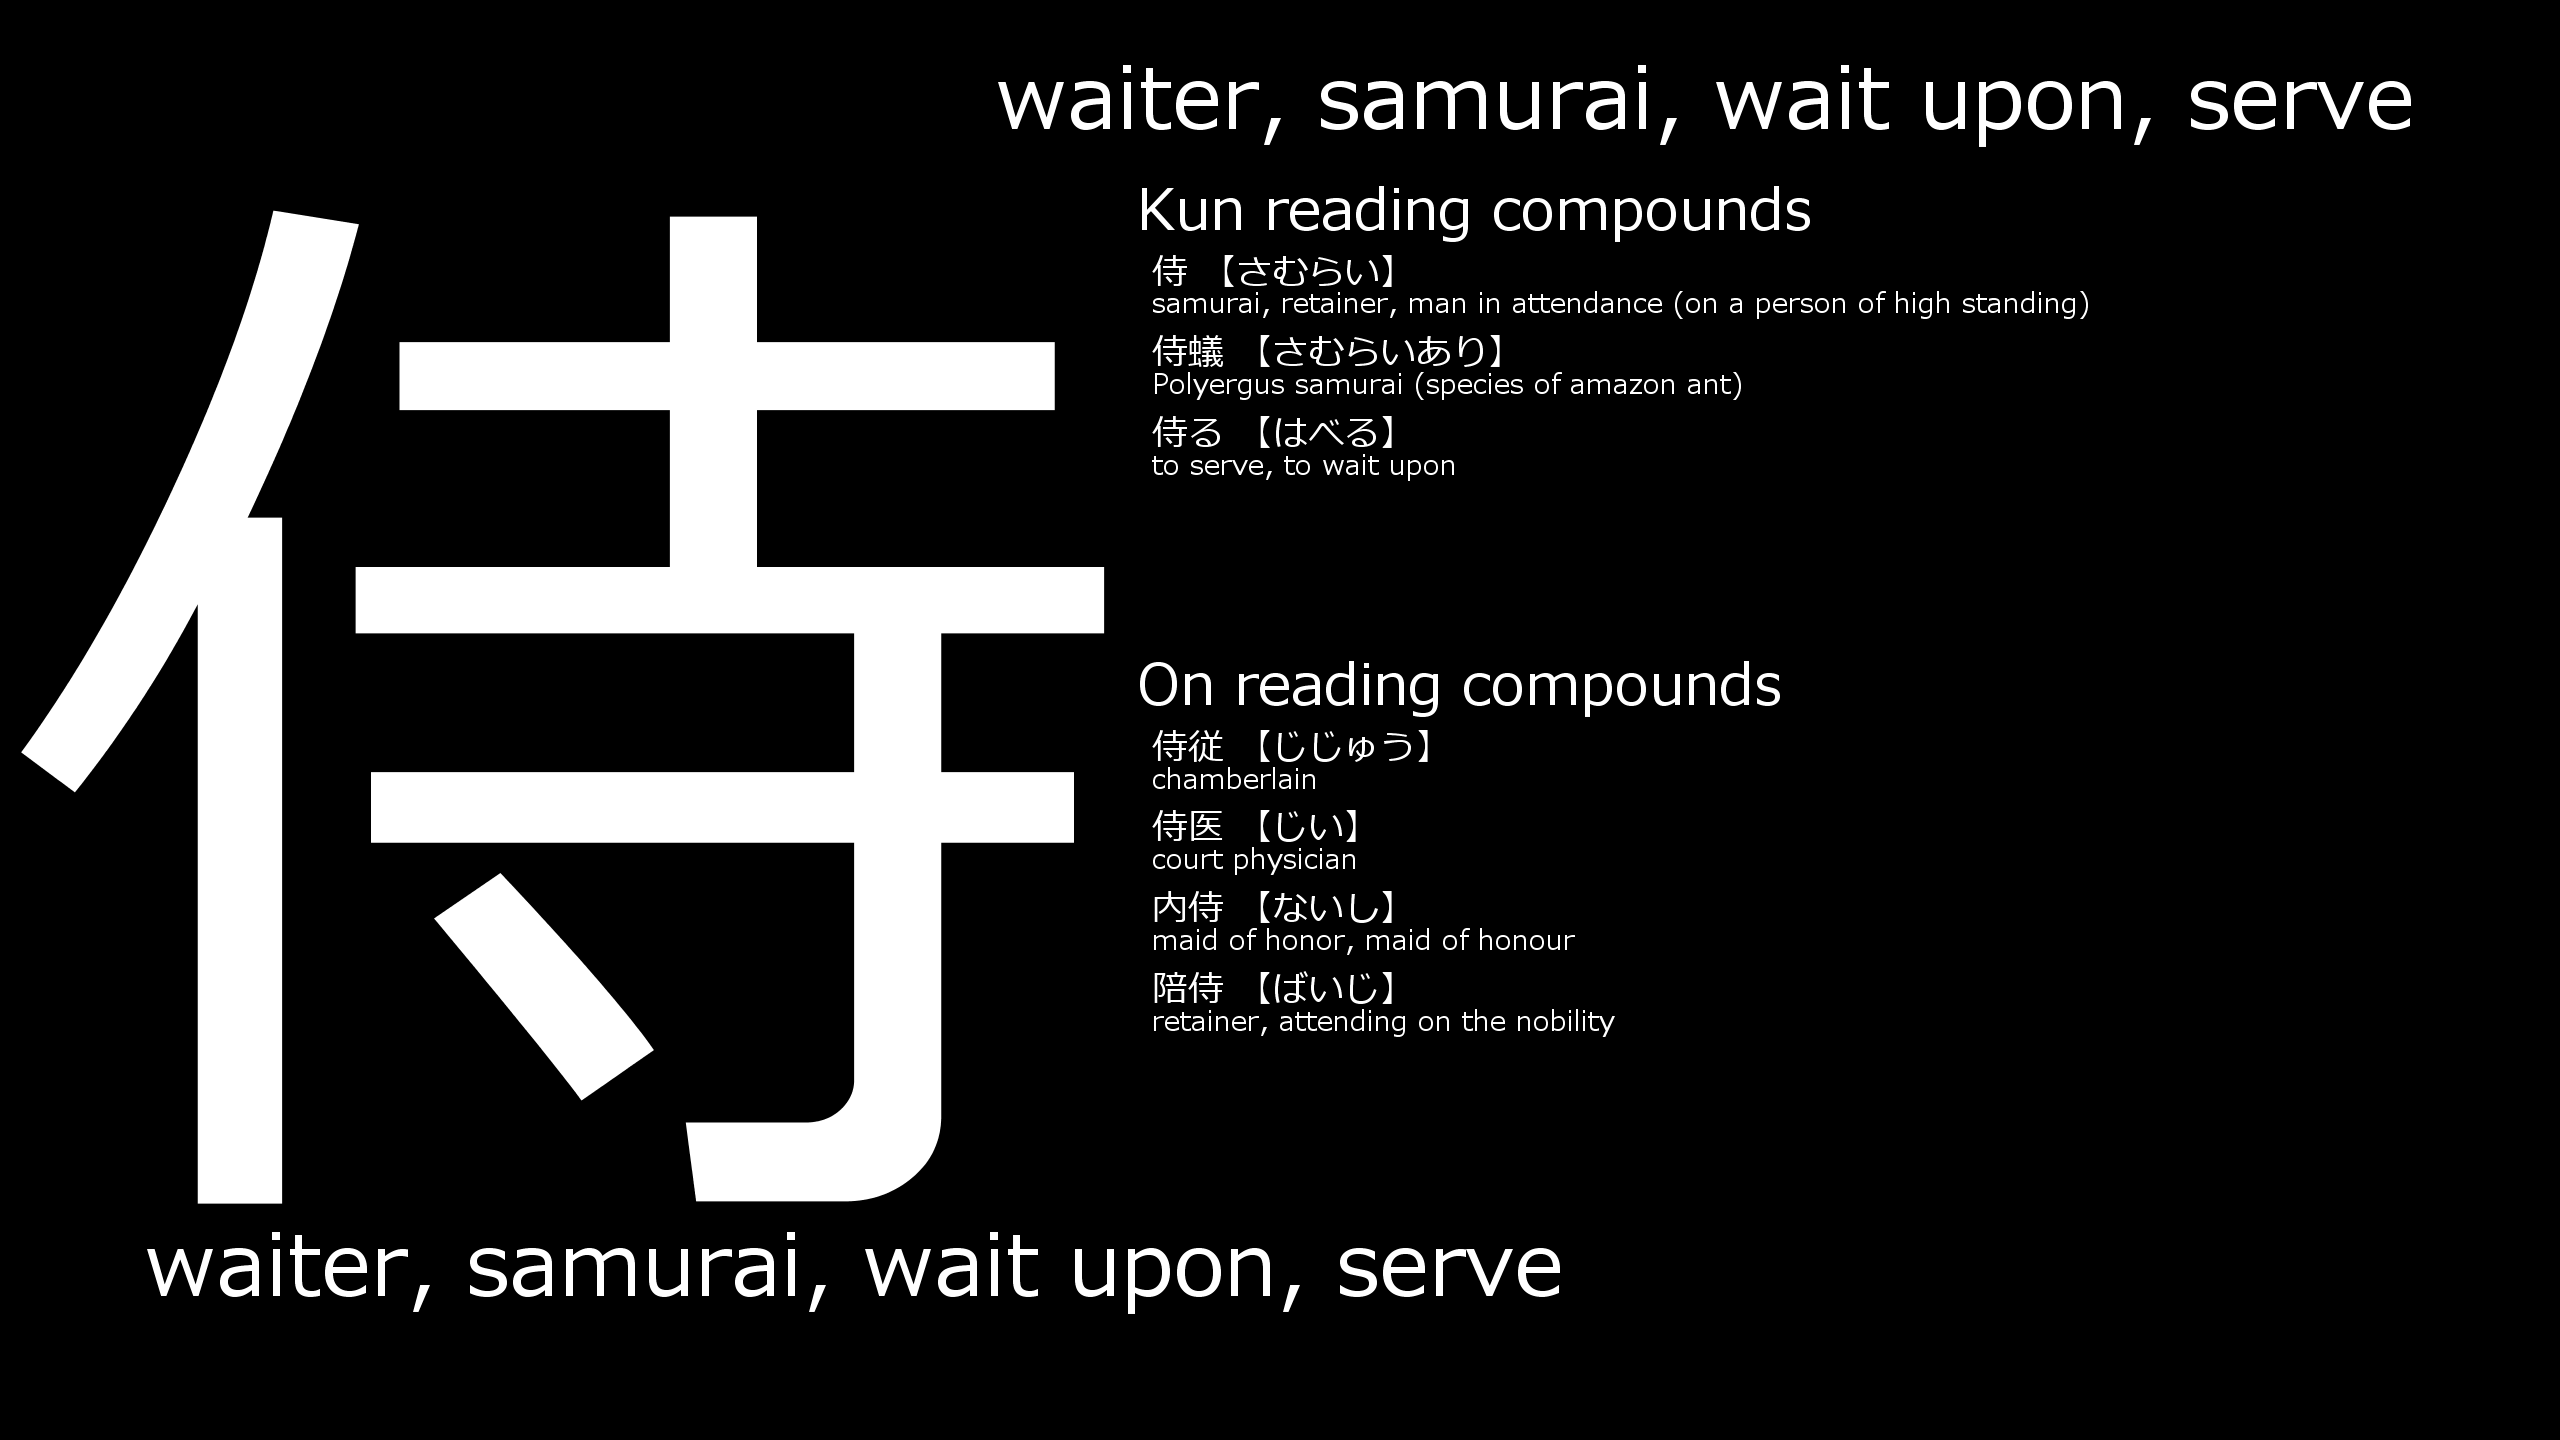 waiter, samurai, wait upon, serve
侍
Kun reading compounds
侍 【さむらい】
samurai, retainer, man in attendance (on a person of high standing)
侍蟻 【さむらいあり】
Polyergus samurai (species of amazon ant)
侍る 【はべる】
to serve, to wait upon
On reading compounds
侍従 【じじゅう】
chamberlain
侍医 【じい】
court physician
内侍 【ないし】
maid of honor, maid of honour
陪侍 【ばいじ】
retainer, attending on the nobility
waiter, samurai, wait upon, serve